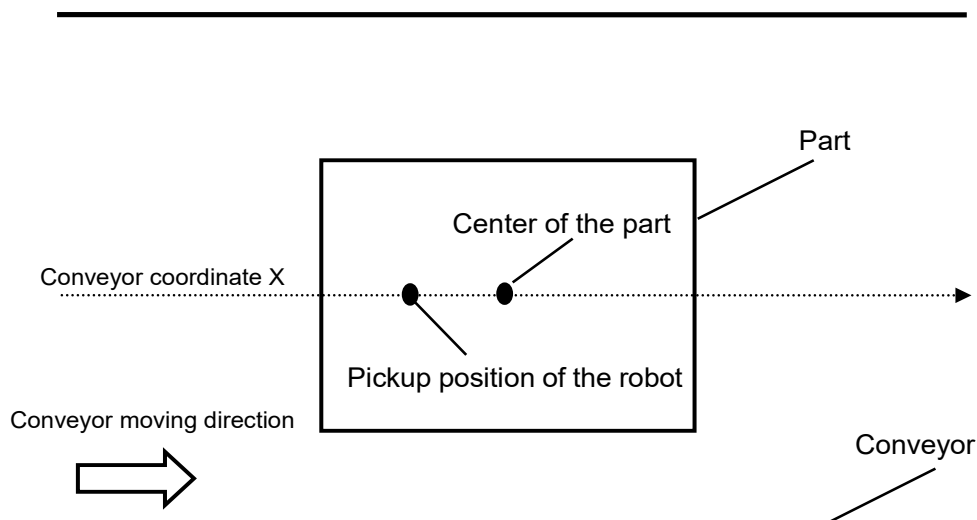 Part
Center of the part
Conveyor coordinate X
Pickup position of the robot
Conveyor moving direction
Conveyor